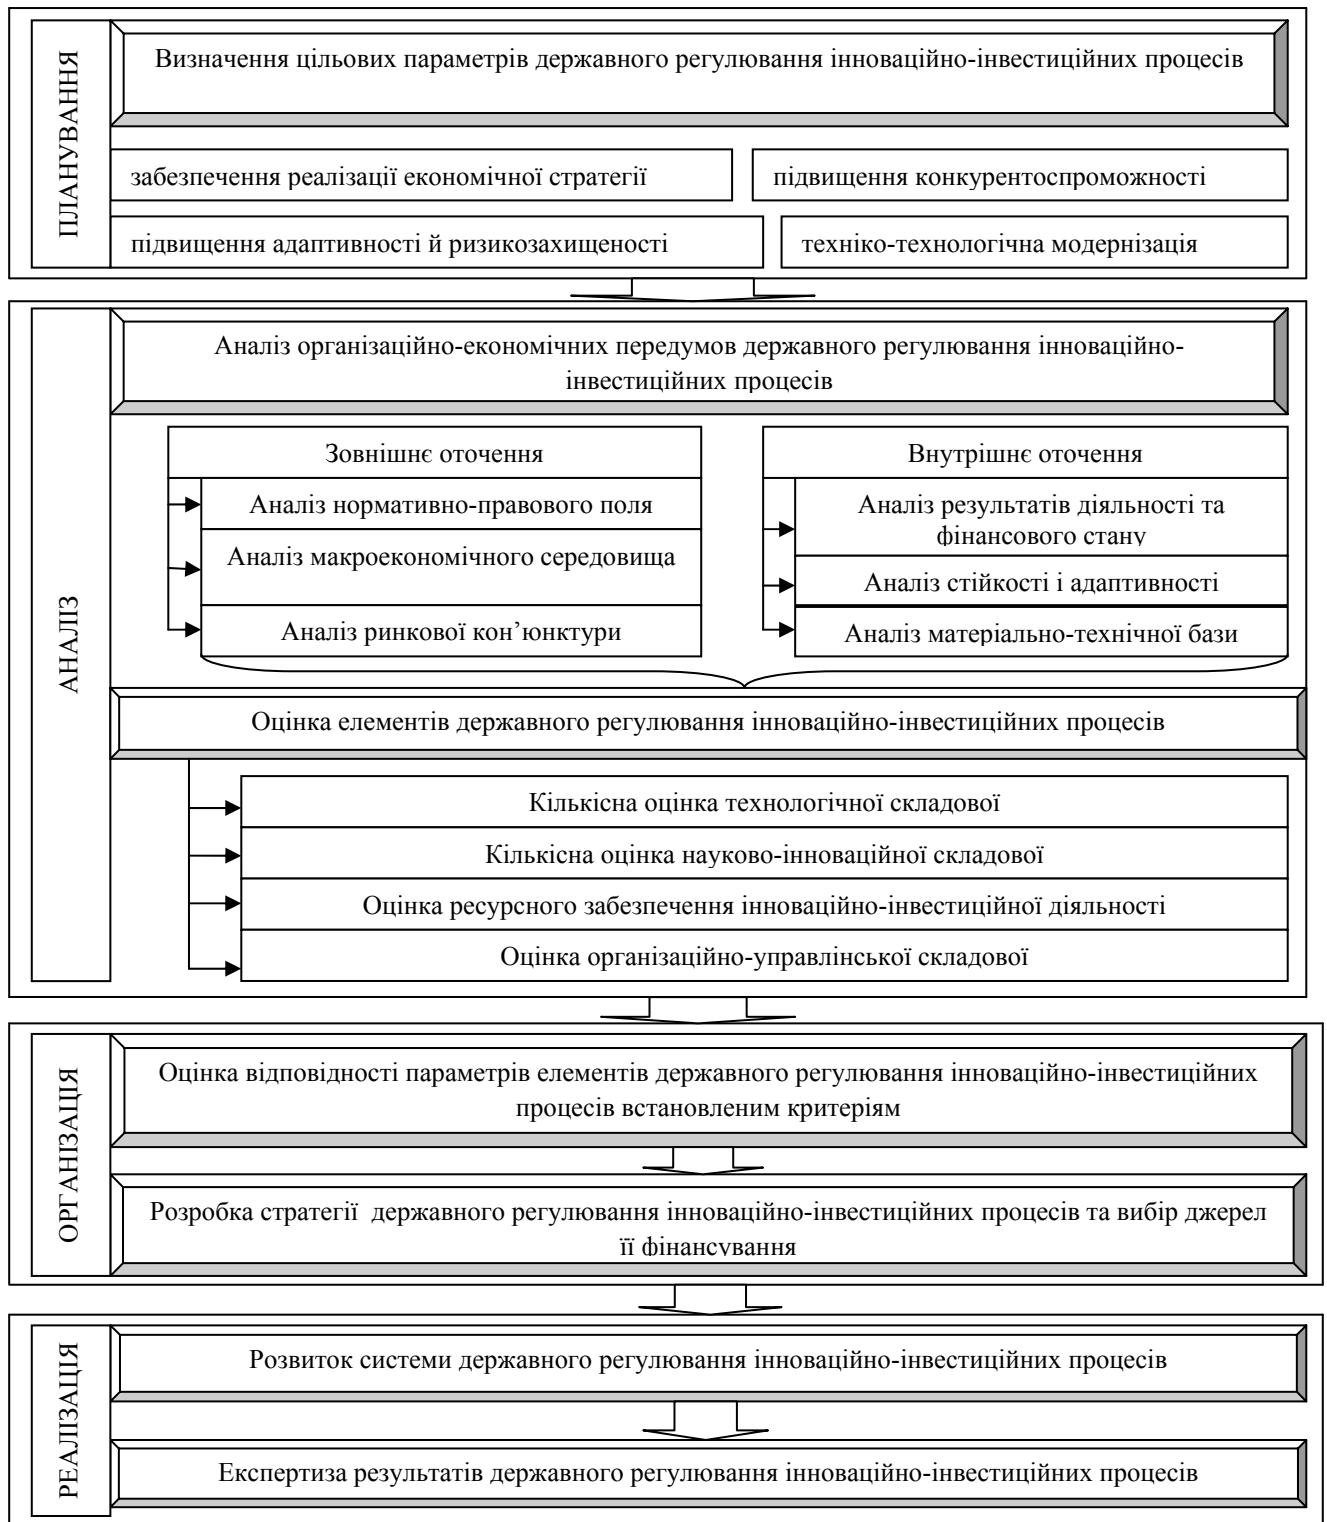 ПЛАНУВАННЯ
Визначення цільових параметрів державного регулювання інноваційно-інвестиційних процесів
забезпечення реалізації економічної стратегії
підвищення конкурентоспроможності
підвищення адаптивності й ризикозахищеності
техніко-технологічна модернізація
АНАЛІЗ
Аналіз організаційно-економічних передумов державного регулювання інноваційно-
інвестиційних процесів
Зовнішнє оточення
Аналіз нормативно-правового поля
Аналіз макроекономічного середовища
Аналіз ринкової кон’юнктури
Внутрішнє оточення
Аналіз результатів діяльності та
фінансового стану
Аналіз стійкості і адаптивності
Аналіз матеріально-технічної бази
Оцінка елементів державного регулювання інноваційно-інвестиційних процесів
Кількісна оцінка технологічної складової
Кількісна оцінка науково-інноваційної складової
Оцінка ресурсного забезпечення інноваційно-інвестиційної діяльності
Оцінка організаційно-управлінської складової
ОРГАНІЗАЦІЯ
Оцінка відповідності параметрів елементів державного регулювання інноваційно-інвестиційних
процесів встановленим критеріям
Розробка стратегії державного регулювання інноваційно-інвестиційних процесів та вибір джерел
її фінансування
РЕАЛІЗАЦІЯ
Розвиток системи державного регулювання інноваційно-інвестиційних процесів
Експертиза результатів державного регулювання інноваційно-інвестиційних процесів